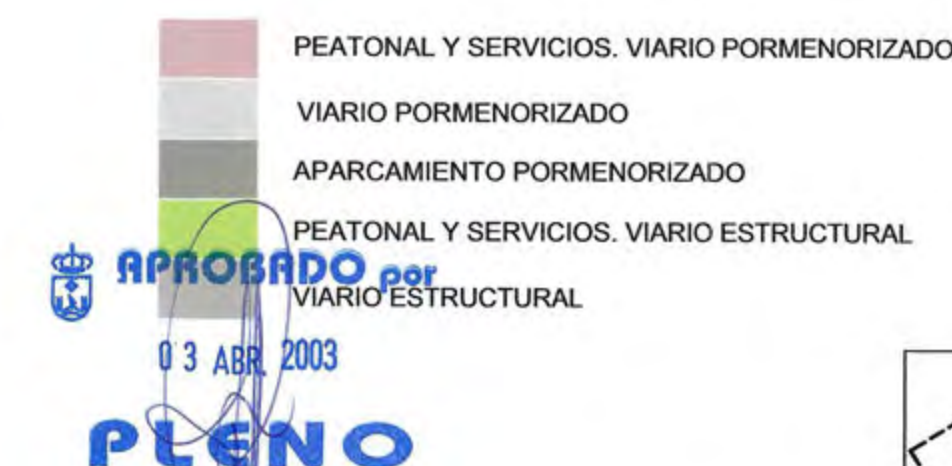 PEATONAL Y SERVICIOS. VIARIO PORMENORIZADO
VIARIO PORMENORIZADO
APARCAMIENTO PORMENORIZADO
PEATONAL Y SERVICIOS. VIARIO ESTRUCTURAL
APROBADO por
VIARIO ESTRUCTURAL
03 ABR. 2003
PLENO